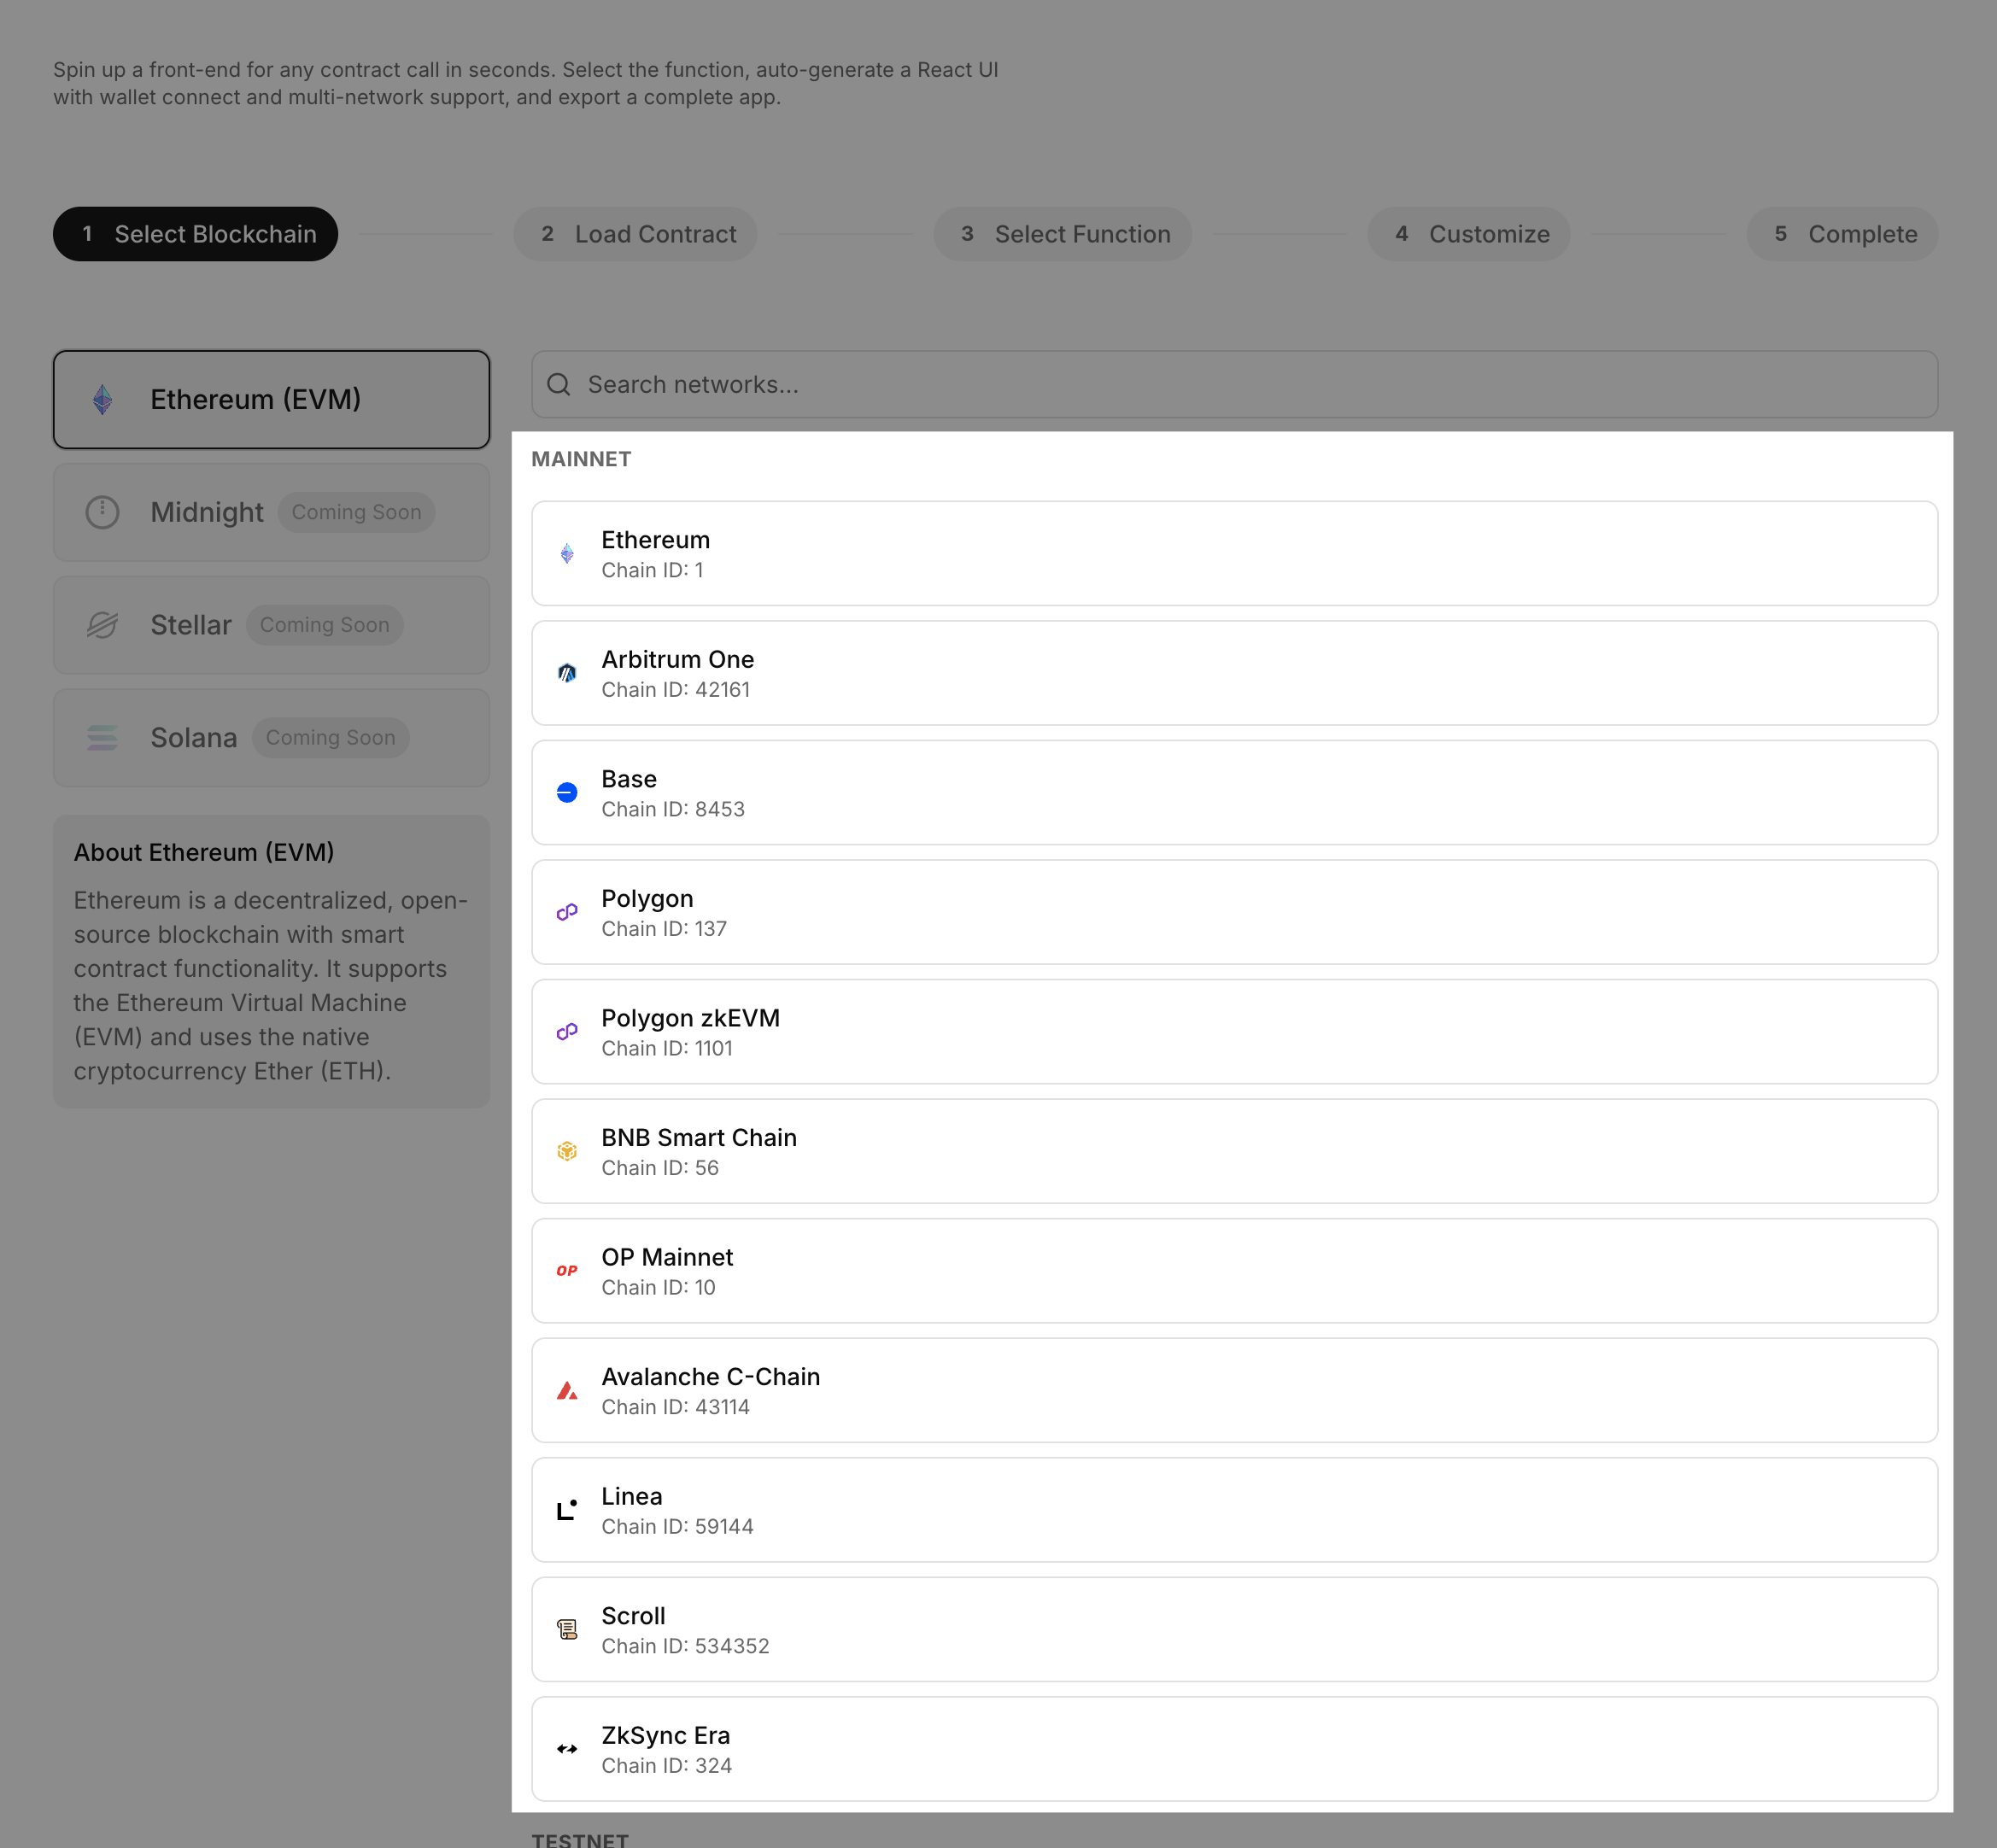 Spin up a front-end for any contract call in seconds. Select the function, auto-generate a React UI
with wallet connect and multi-network support, and export a complete app.
1 Select Blockchain
2 Load Contract
3 Select Function
4 Customize
5 Complete
Ethereum (EVM)
Midnight Coming Soon
Stellar Coming Soon
Solana Coming Soon
About Ethereum (EVM)
Ethereum is a decentralized, open-
source blockchain with smart
contract functionality. It supports
the Ethereum Virtual Machine
(EVM) and uses the native
cryptocurrency Ether (ETH).
Search networks...
MAINNET
Ethereum
Chain ID: 1
Arbitrum One
Chain ID: 42161
Base
Chain ID: 8453
Polygon
Chain ID: 137
Polygon zkEVM
Chain ID: 1101
BNB Smart Chain
Chain ID: 56
OP
OP Mainnet
Chain ID: 10
Avalanche C-Chain
Chain ID: 43114
Linea
Chain ID: 59144
Scroll
Chain ID: 534352
ZkSync Era
Chain ID: 324
TESTNET